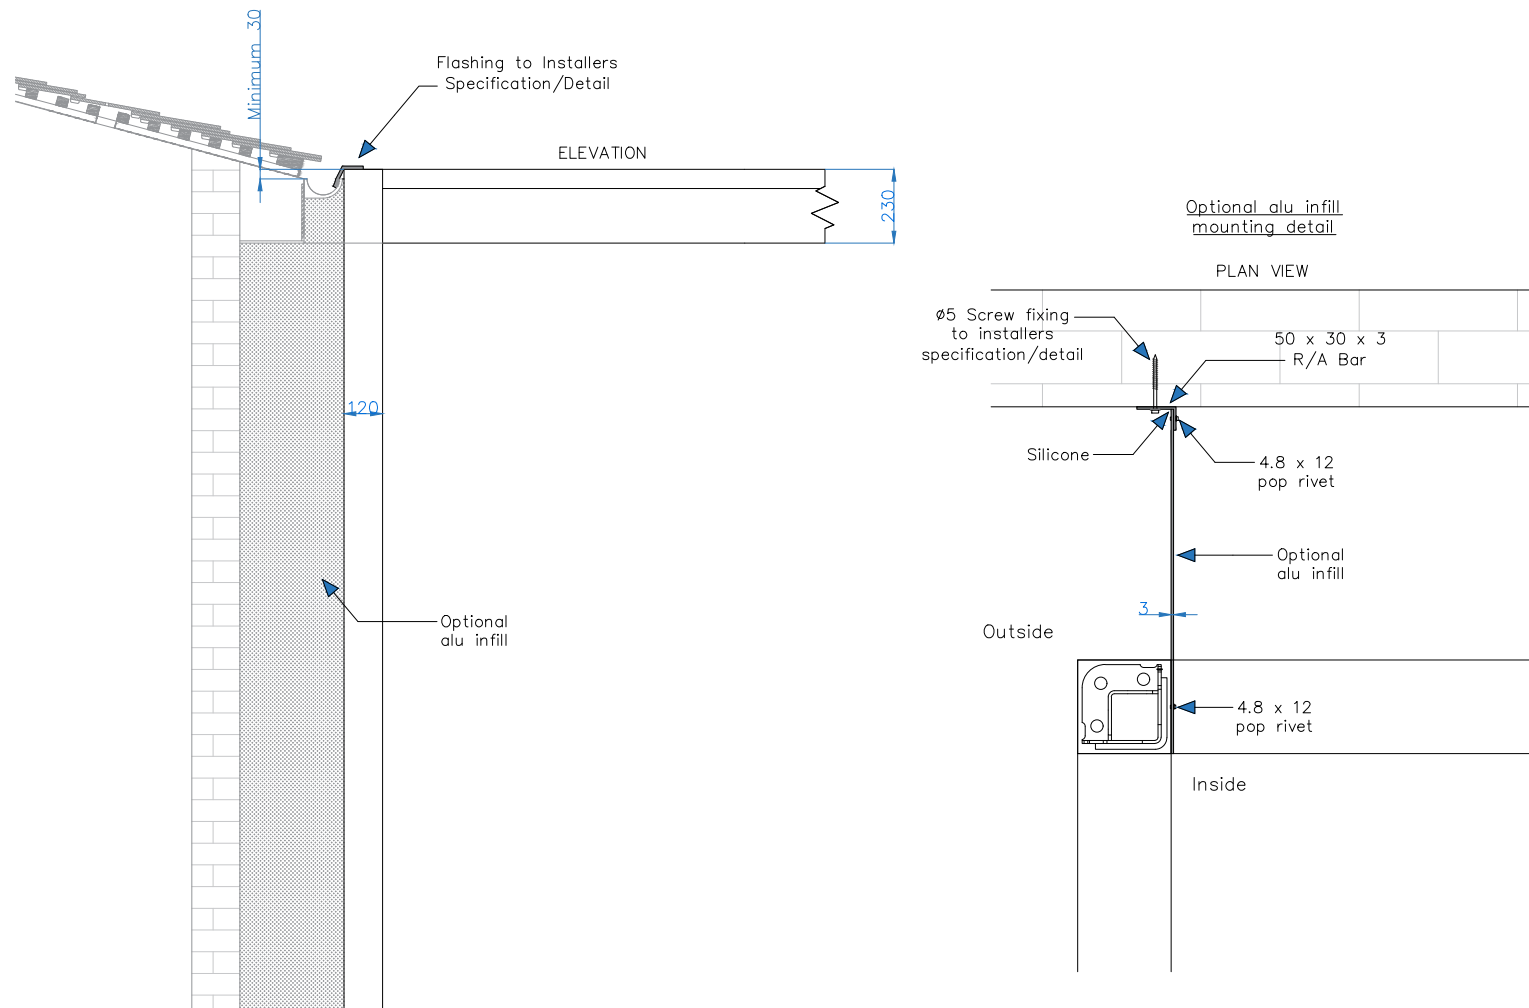 Minimum 30
Flashing to Installers
Specification/Detail
ELEVATION
230
120
Optional
alu infill
Optional alu infill
mounting detail
PLAN VIEW
ø5 Screw fixing
to installers
specification/detail
50 x 30 x 3
R/A Bar
Silicone
4.8 x 12
pop rivet
Optional
alu infill
3
Outside
4.8 x 12
pop rivet
Inside